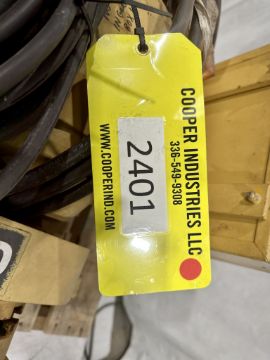 COOPER INDUSTRIES LLC
336-549-9308
2401
WWW.COOPERIND.COM